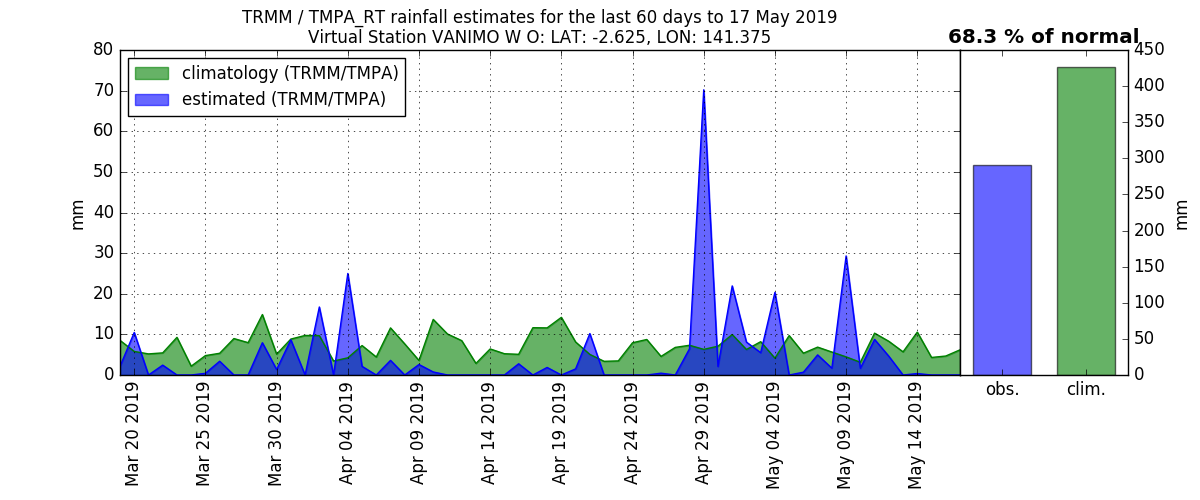 TRMM / TMPA_RT rainfall estimates for the last 60 days to 17 May 2019
Virtual Station VANIMO W O: LAT: -2.625, LON: 141.375
68.3 % of normal
climatology (TRMM/TMPA)
estimated (TRMM/TMPA)
mm
80
70
60
50
40
30
20
10
0
Mar 20 2019
Mar 25 2019
Mar 30 2019
Apr 04 2019
Apr 09 2019
Apr 14 2019
Apr 19 2019
Apr 24 2019
Apr 29 2019
May 04 2019
May 09 2019
May 14 2019
obs.
clim.
450
400
350
300
250
200
150
100
50
0
mm